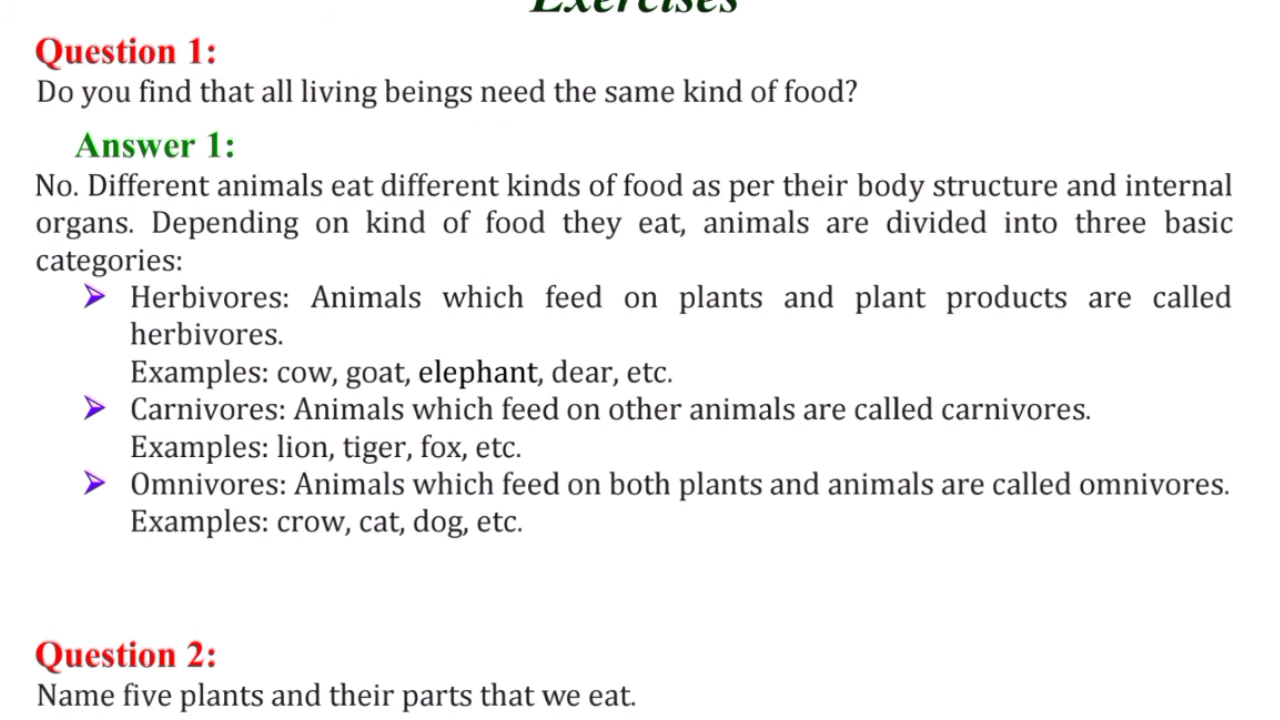 Exercises
Question 1:
Do you find that all living beings need the same kind of food?
Answer 1:
No. Different animals eat different kinds of food as per their body structure and internal
organs. Depending on kind of food they eat, animals are divided into three basic
categories:
➢ Herbivores: Animals which feed on plants and plant products are called
herbivores.
Examples: cow, goat, elephant, dear, etc.
➢ Carnivores: Animals which feed on other animals are called carnivores.
Examples: lion, tiger, fox, etc.
➢ Omnivores: Animals which feed on both plants and animals are called omnivores.
Examples: crow, cat, dog, etc.
Question 2:
Name five plants and their parts that we eat.